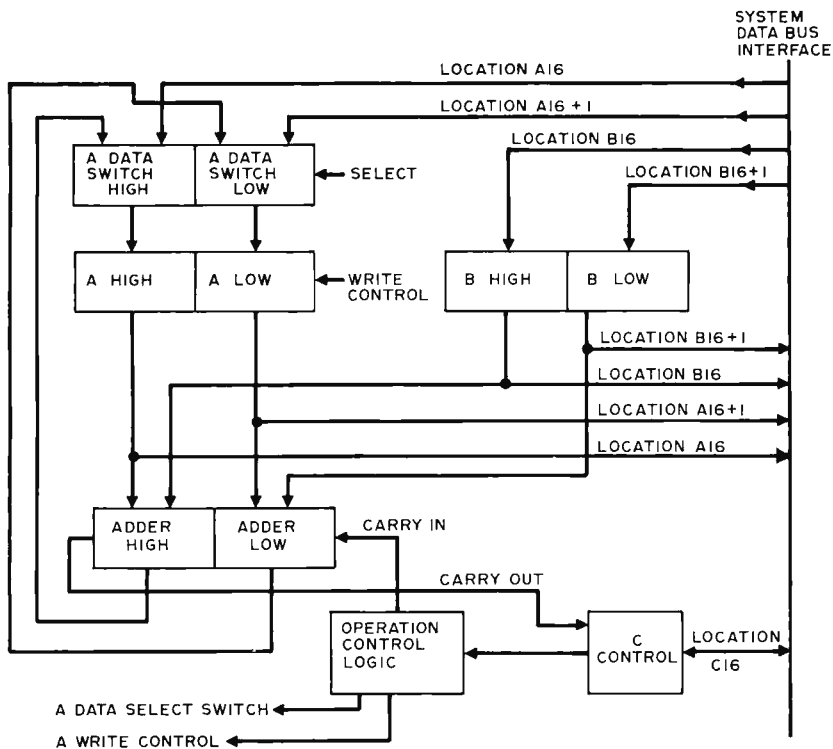 SYSTEM
DATA BUS
INTERFACE
LOCATION A16
LOCATION A16 + 1
LOCATION B16
LOCATION B16+1
A DATA
SWITCH
HIGH
A DATA
SWITCH
LOW
SELECT
A HIGH
A LOW
WRITE
CONTROL
B HIGH
B LOW
LOCATION B16+1
LOCATION B16
LOCATION A16+1
LOCATION A16
ADDER
HIGH
ADDER
LOW
CARRY IN
CARRY OUT
OPERATION
CONTROL
LOGIC
C
CONTROL
LOCATION
C16
A DATA SELECT SWITCH
A WRITE CONTROL